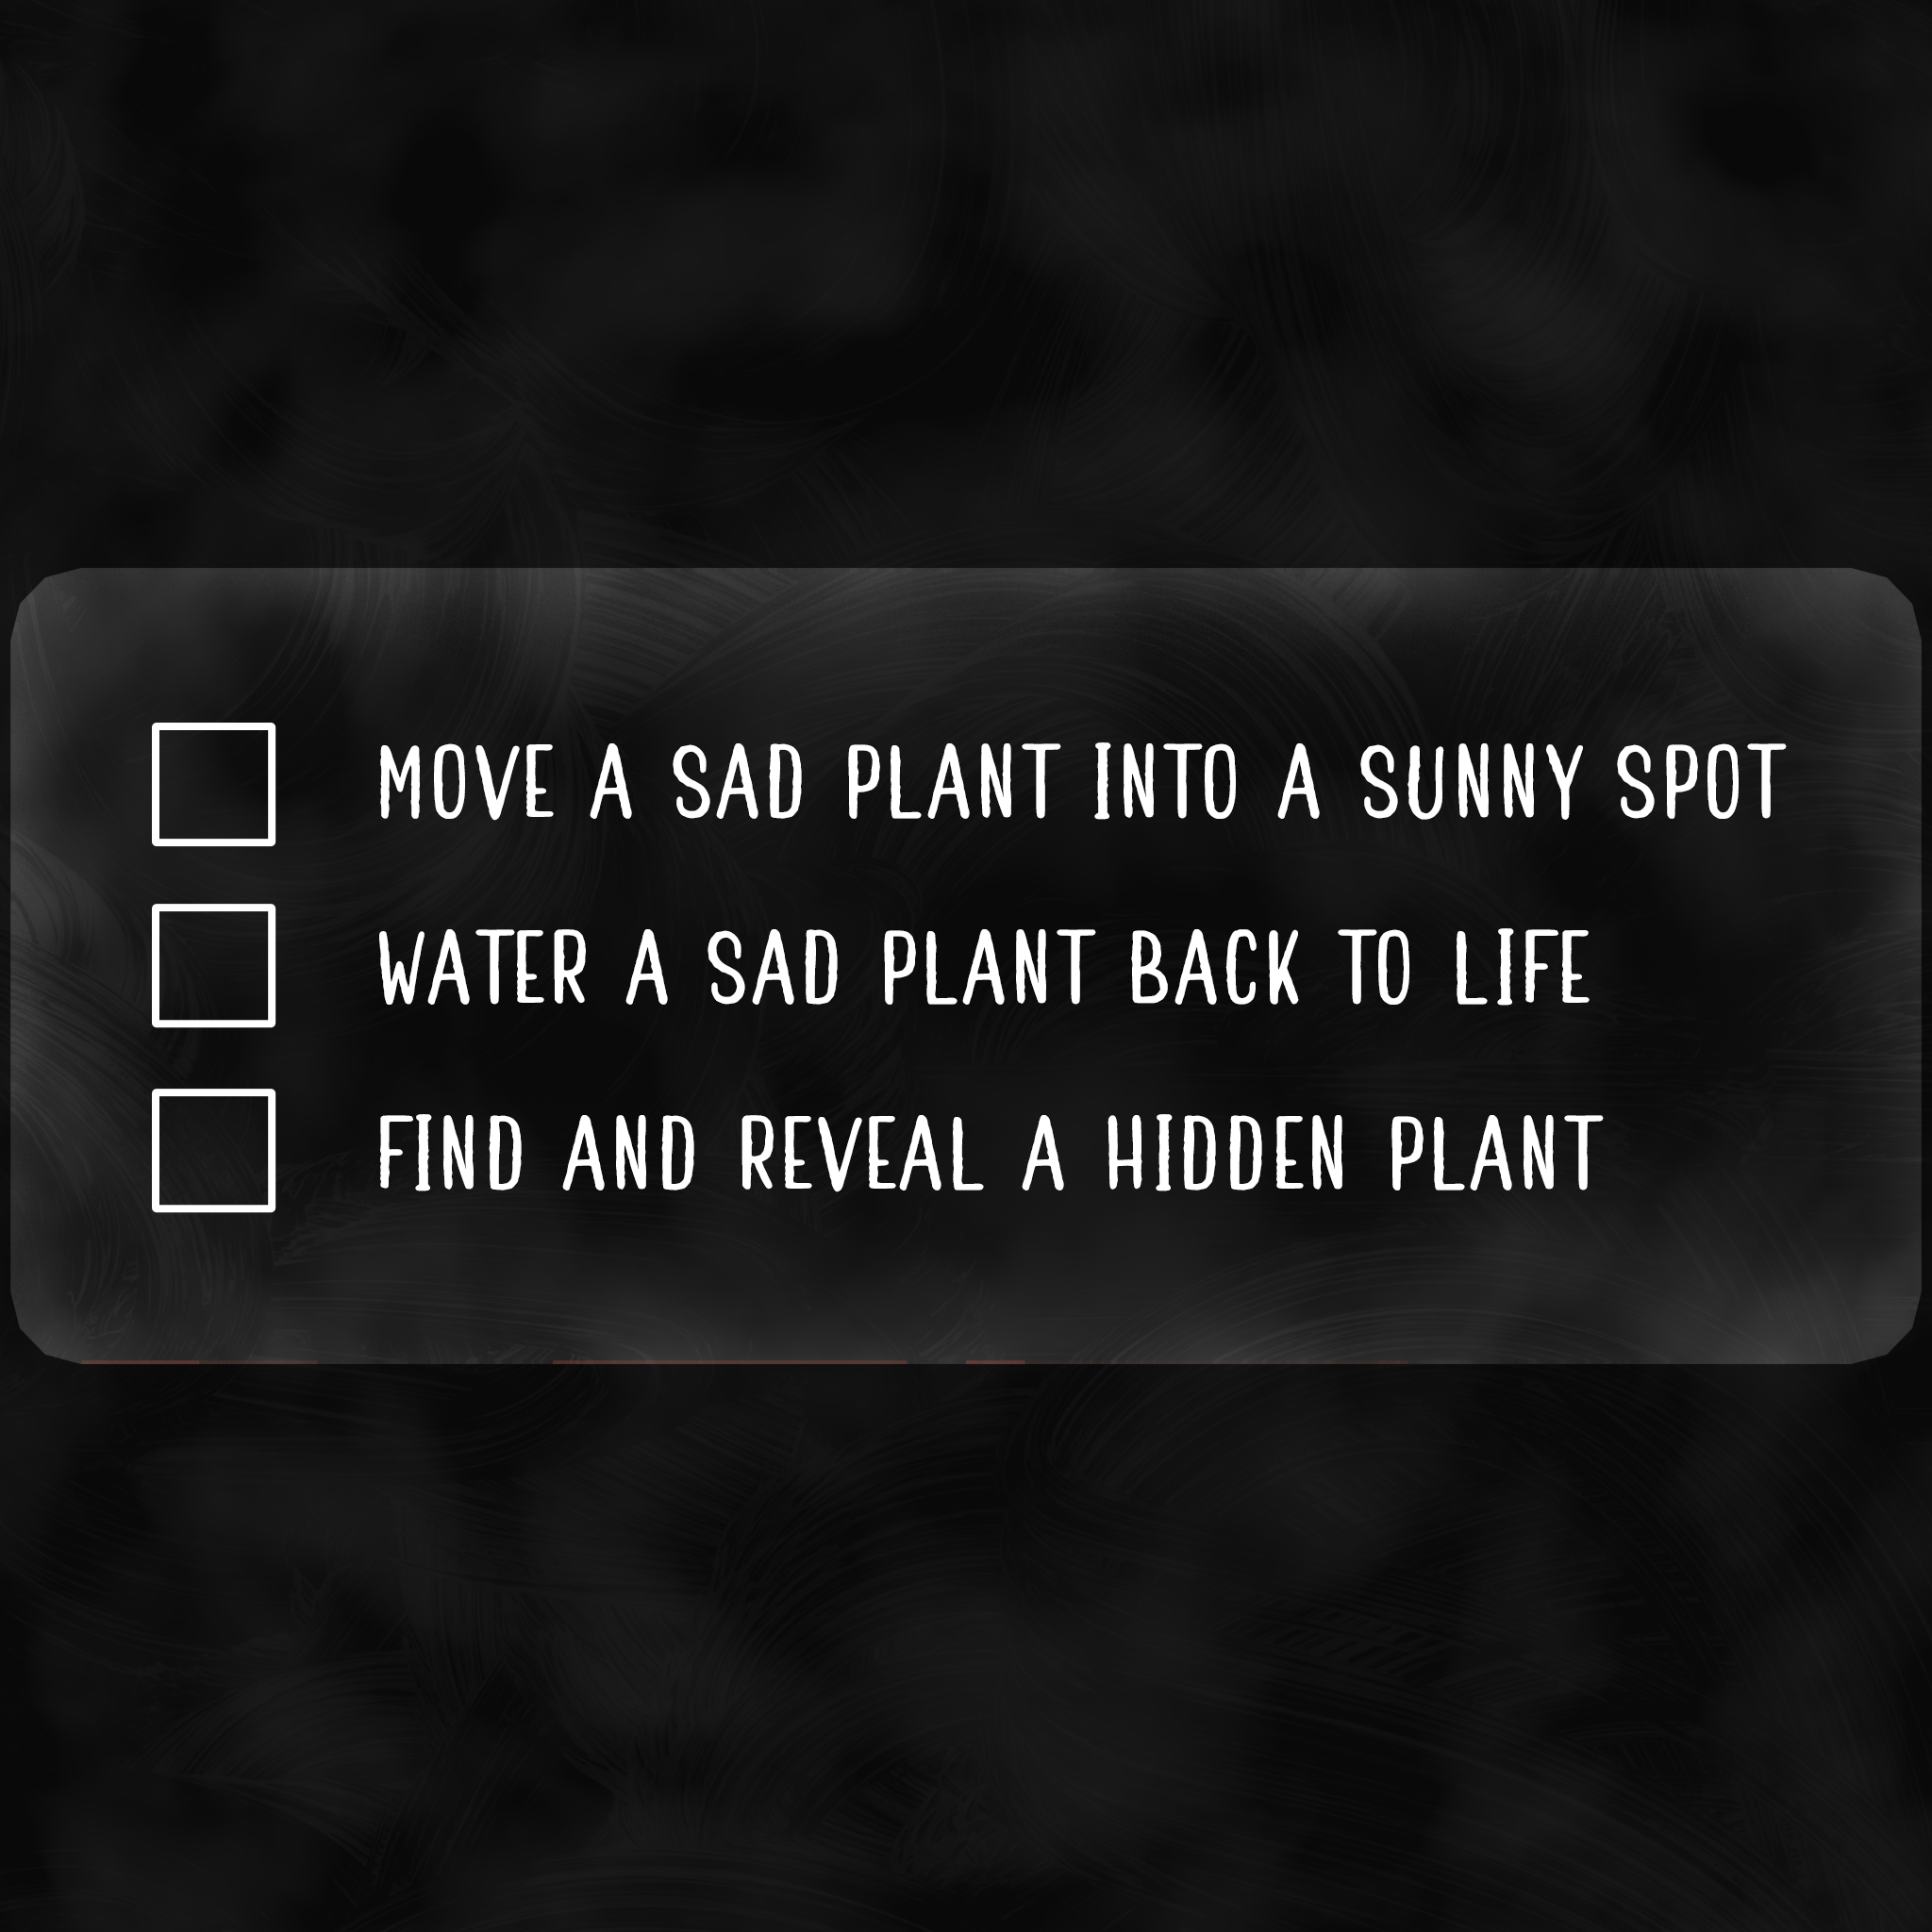 MOVE A SAD PLANT INTO A SUNNY SPOT
WATER A SAD PLANT BACK TO LIFE
FIND AND REVEAL A HIDDEN PLANT